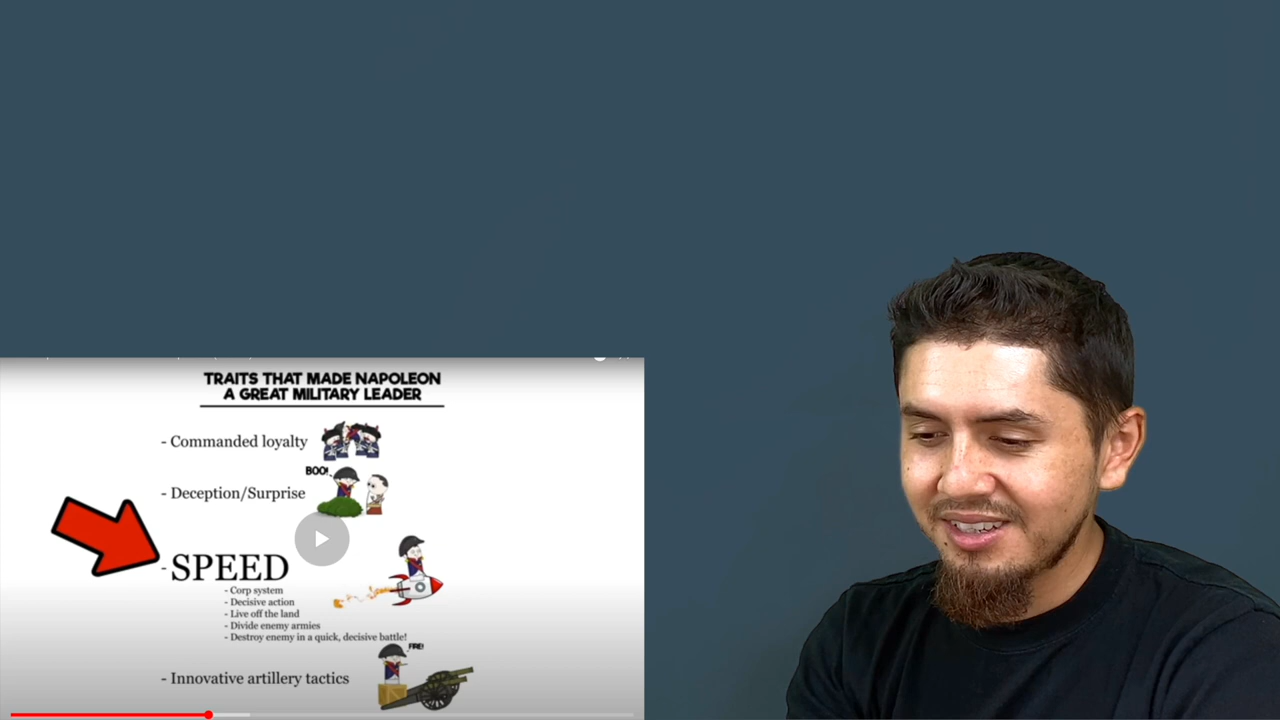 TRAITS THAT MADE NAPOLEON
A GREAT MILITARY LEADER
- Commanded loyalty
BOO!
- Deception/Surprise
- SPEED
- Corp system
- Decisive action
- Live off the land
- Divide enemy armies
- Destroy enemy in a quick, decisive battle!
FIRE!
- Innovative artillery tactics